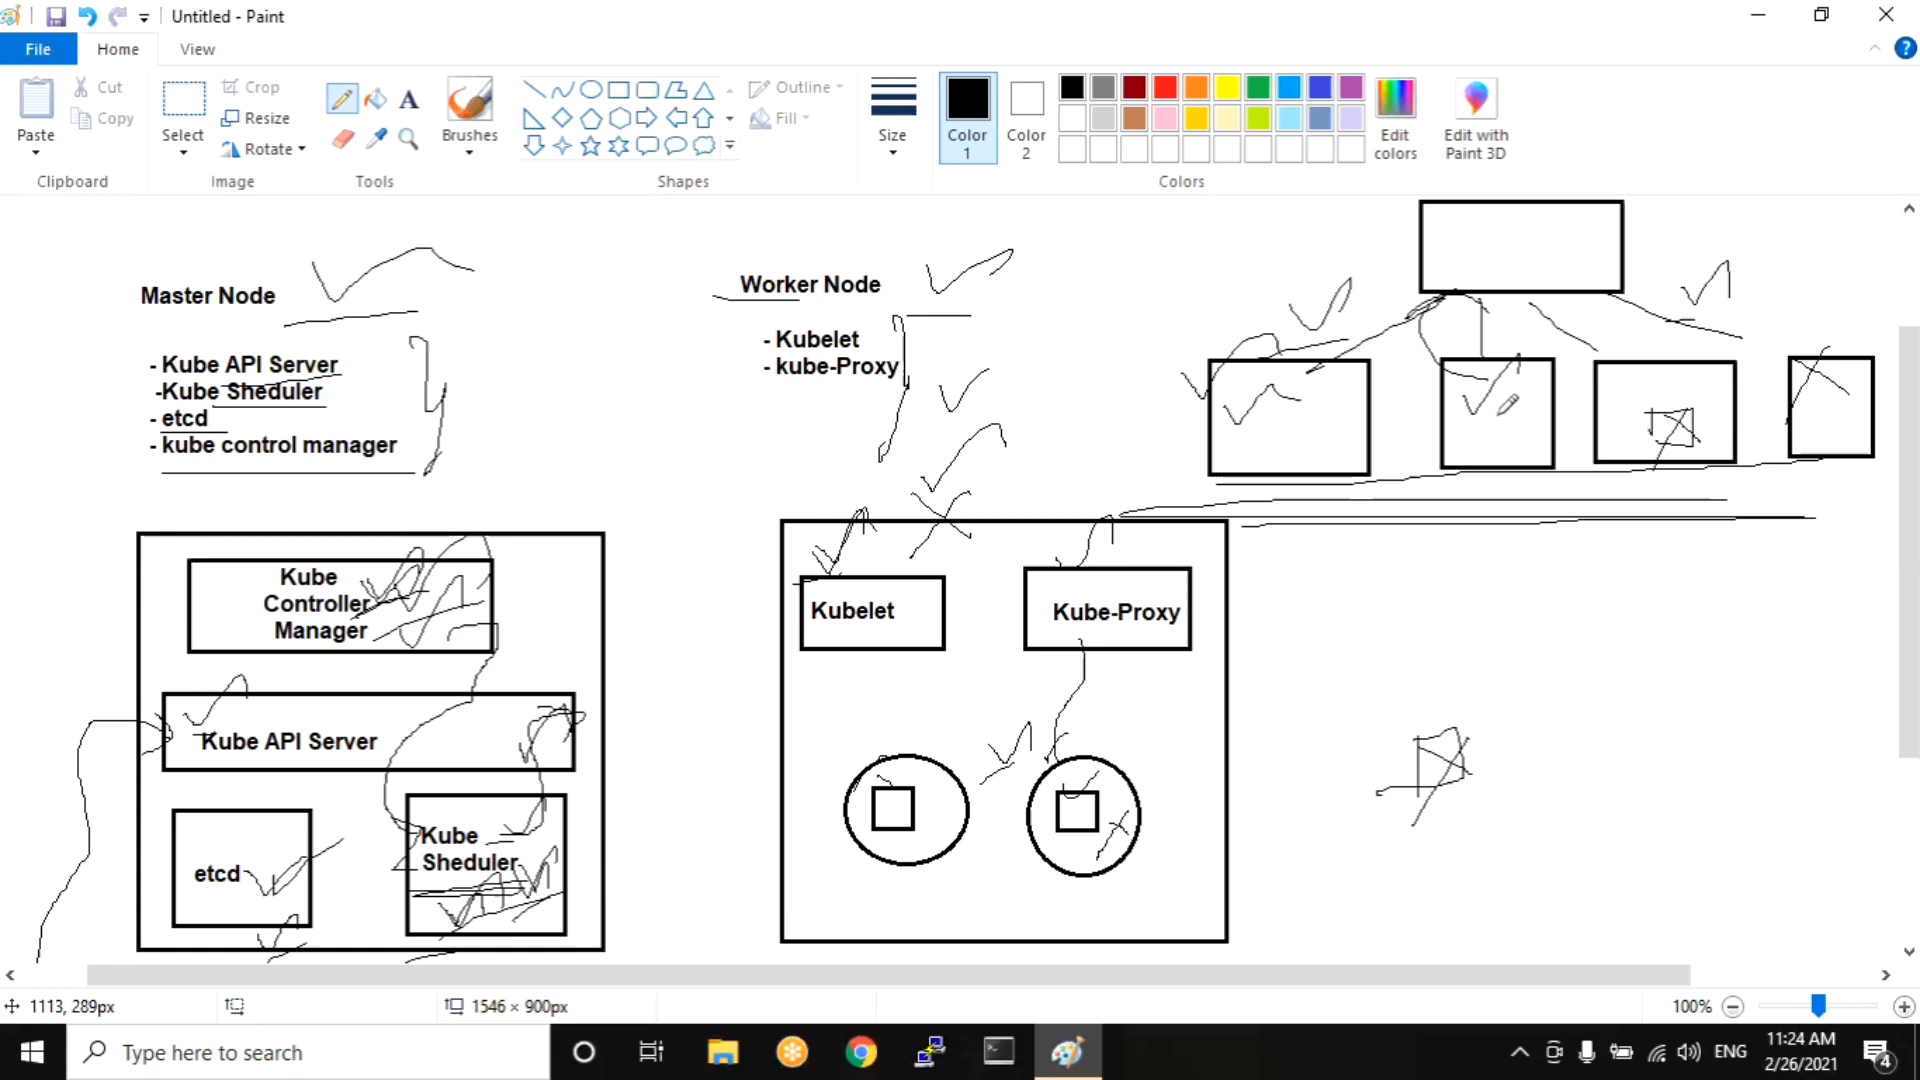 Untitled - Paint
File
Home
View
Paste
Cut
Copy
Clipboard
Select
Crop
Resize
Rotate
Image
Tools
Brushes
Shapes
Outline
Fill
Size
Color 1
Color 2
Edit colors
Edit with Paint 3D
Colors
Master Node
- Kube API Server
-Kube Sheduler
- etcd
- kube control manager
Worker Node
- Kubelet
- kube-Proxy
Kube
Controller
Manager
Kube API Server
etcd
Kube
Sheduler
Kubelet
Kube-Proxy
1113, 289px
1546 × 900px
100%
Type here to search
ENG
11:24 AM
2/26/2021
4